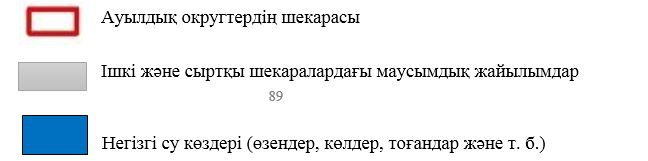 Ауылдық округтердің шекарасы
Ішкі және сыртқы шекаралардағы маусымдық жайылымдар
89
Негізгі су көздері (өзендер, көлдер, тоғандар және т. б.)